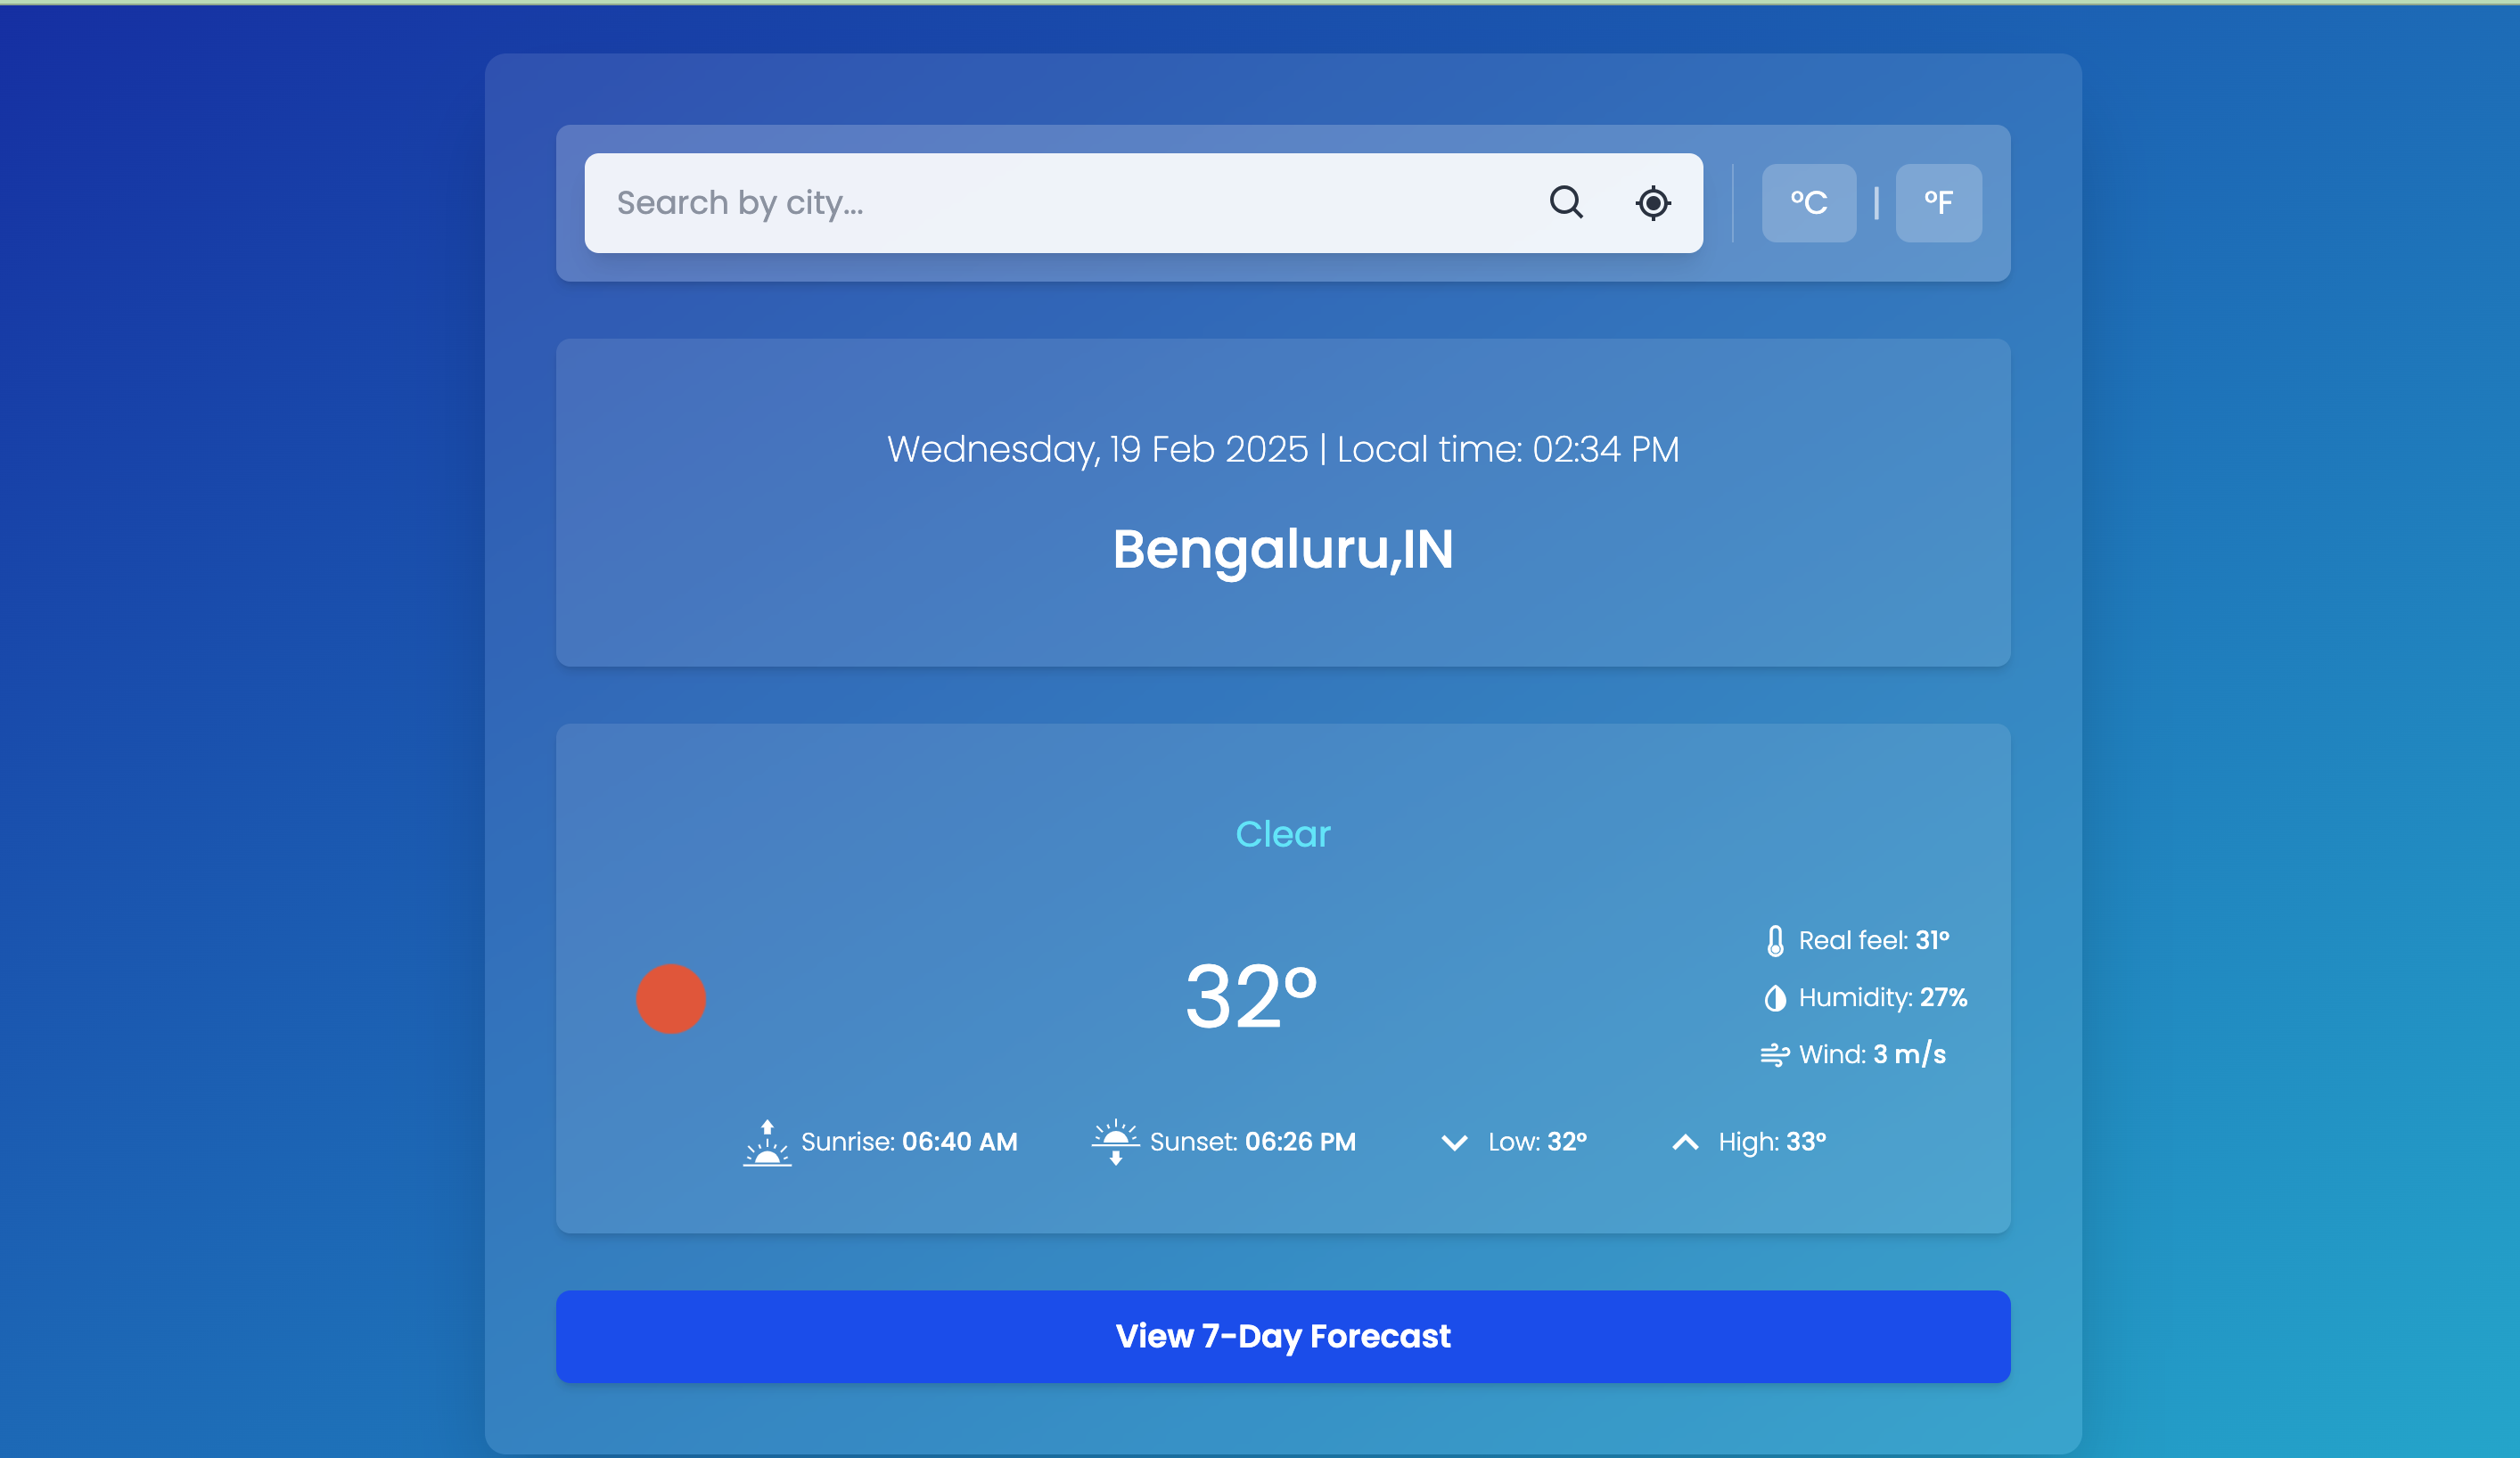 Search by city...
°C | °F
Wednesday, 19 Feb 2025 | Local time: 02:34 PM
Bengaluru,IN
Clear
Real feel: 31°
32°
Humidity: 27%
Wind: 3 m/s
Sunrise: 06:40 AM Sunset: 06:26 PM Low: 32° High: 33°
View 7-Day Forecast